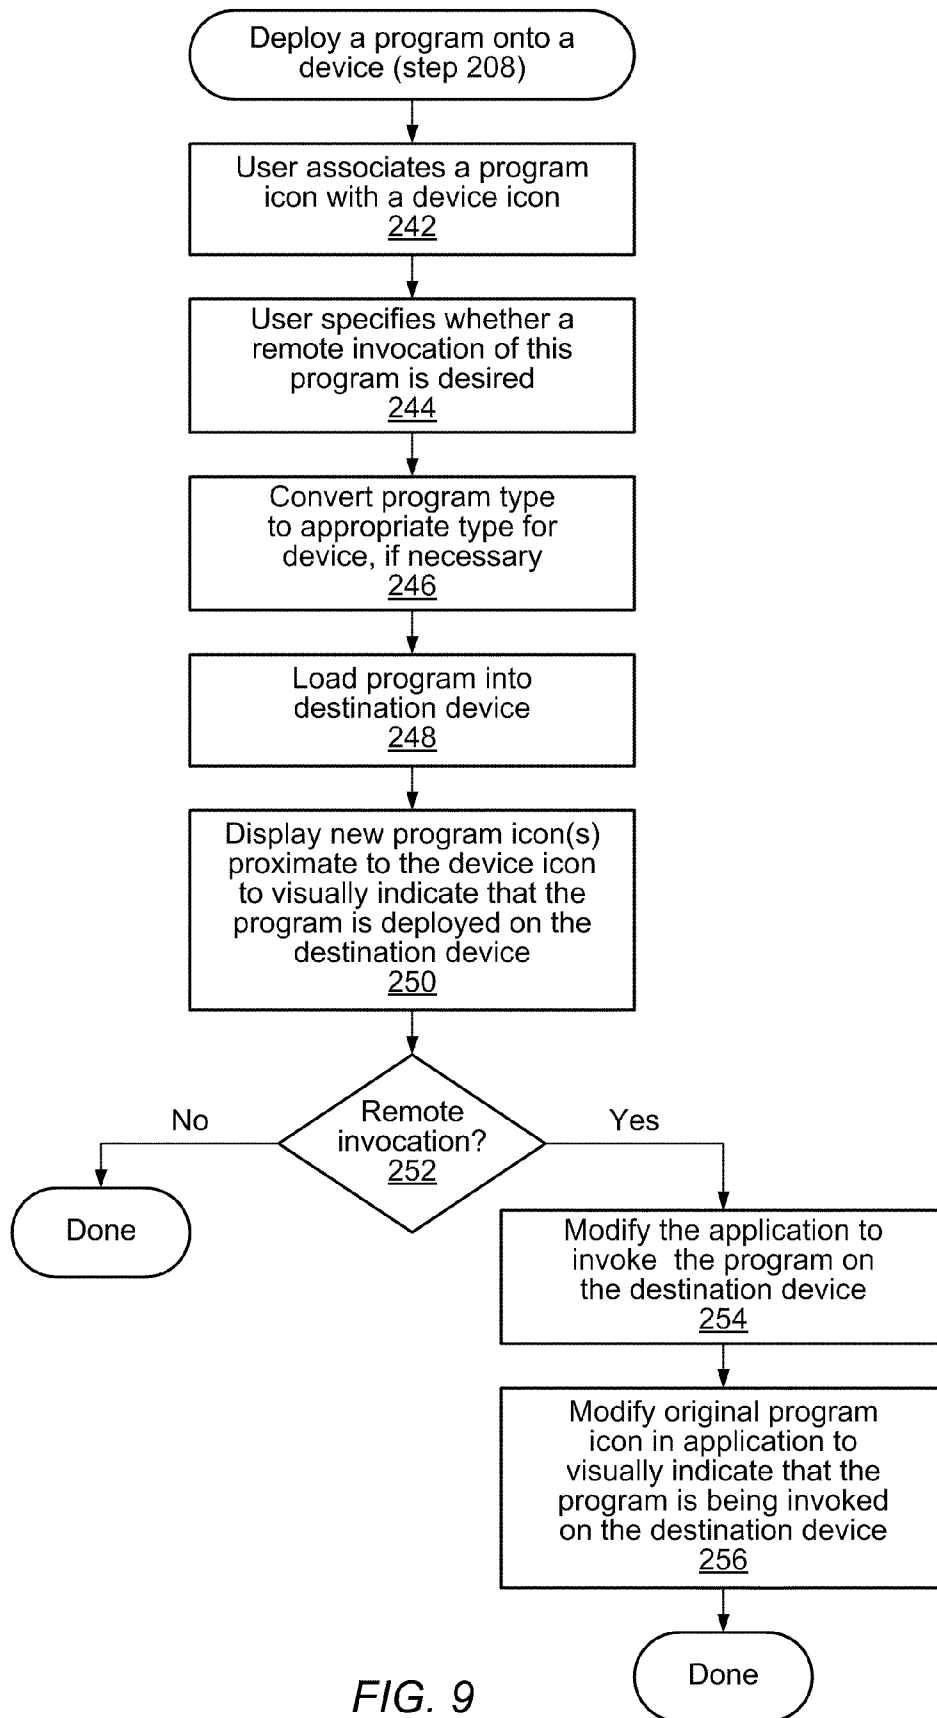 Deploy a program onto a
device (step 208)
User associates a program
icon with a device icon
242
User specifies whether a
remote invocation of this
program is desired
244
Convert program type
to appropriate type for
device, if necessary
246
Load program into
destination device
248
Display new program icon(s)
proximate to the device icon
to visually indicate that the
program is deployed on the
destination device
250
Remote
invocation?
252
No
Yes
Done
Modify the application to
invoke the program on
the destination device
254
Modify original program
icon in application to
visually indicate that the
program is being invoked
on the destination device
256
Done
FIG. 9